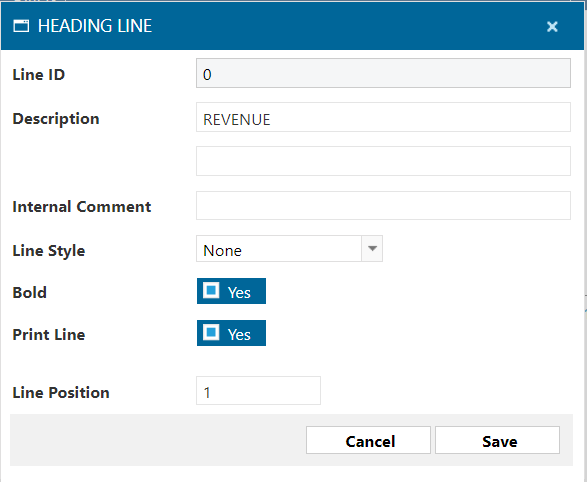 HEADING LINE
Line ID 0
Description REVENUE
Internal Comment
Line Style None
Bold Yes
Print Line Yes
Line Position 1
Cancel Save